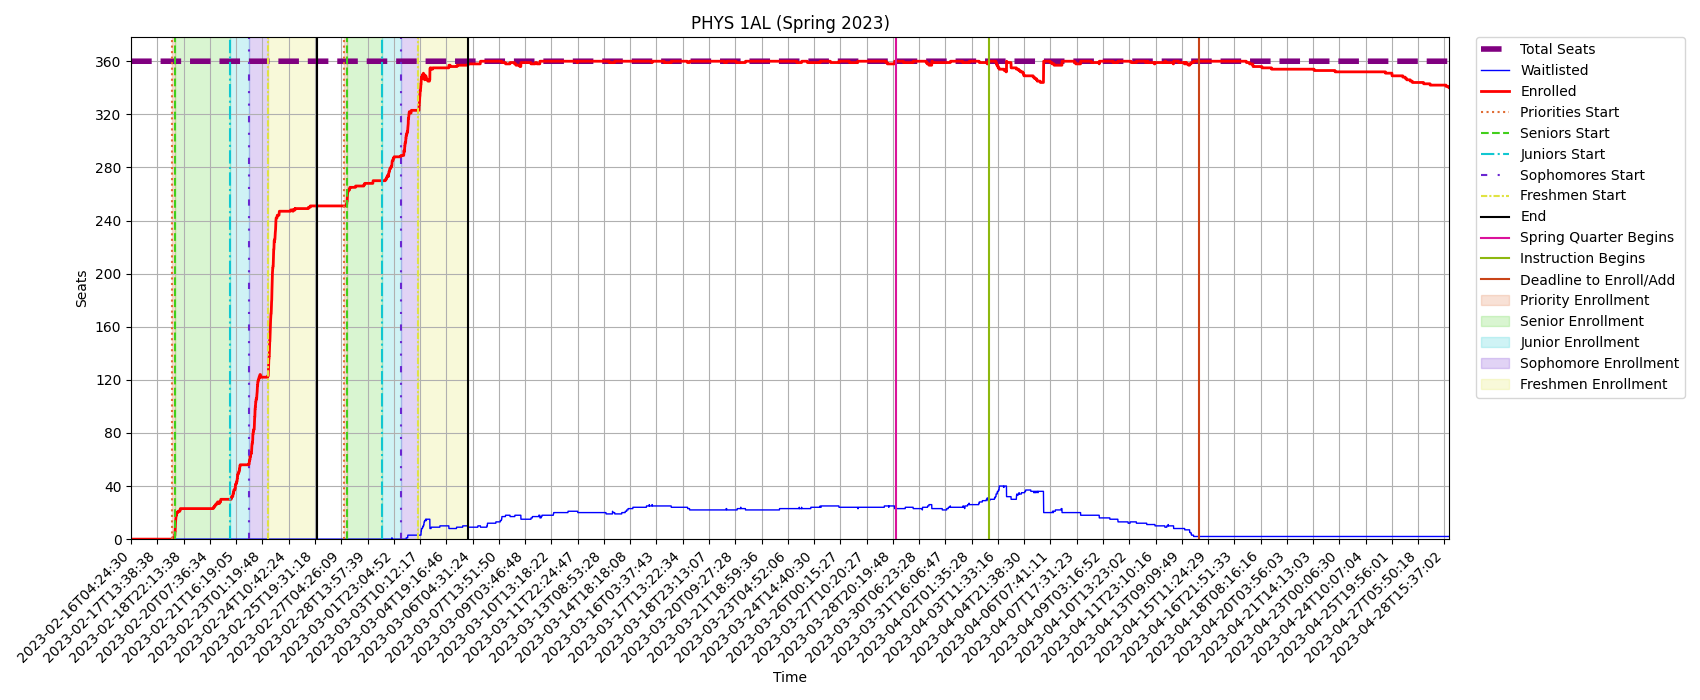 PHYS 1AL (Spring 2023)
Seats
360
320
280
240
200
160
120
80
40
0
2023-02-16T04:24:30
2023-02-17T13:38:38
2023-02-18T22:13:38
2023-02-20T07:36:34
2023-02-21T16:19:05
2023-02-23T01:19:48
2023-02-24T10:42:24
2023-02-25T19:31:18
2023-02-27T04:26:09
2023-02-28T13:57:39
2023-03-01T23:04:52
2023-03-03T10:12:17
2023-03-04T19:16:46
2023-03-06T04:31:24
2023-03-07T13:51:50
2023-03-09T03:46:48
2023-03-10T13:18:22
2023-03-11T22:24:47
2023-03-13T08:53:28
2023-03-14T18:18:08
2023-03-16T03:37:43
2023-03-17T13:22:34
2023-03-18T23:13:07
2023-03-20T09:27:28
2023-03-21T18:59:36
2023-03-23T04:52:06
2023-03-24T14:40:30
2023-03-26T00:15:27
2023-03-27T10:20:27
2023-03-28T20:19:48
2023-03-30T06:23:28
2023-03-31T16:06:47
2023-04-02T01:35:28
2023-04-03T11:33:16
2023-04-04T21:38:30
2023-04-06T07:41:11
2023-04-07T17:31:23
2023-04-09T03:16:52
2023-04-10T13:23:02
2023-04-11T23:10:16
2023-04-13T09:09:49
2023-04-15T11:24:29
2023-04-16T21:51:33
2023-04-18T08:16:16
2023-04-20T03:56:03
2023-04-21T14:13:03
2023-04-23T00:06:30
2023-04-24T10:07:04
2023-04-25T19:56:01
2023-04-27T05:50:18
2023-04-28T15:37:02
Time
Total Seats
Waitlisted
Enrolled
Priorities Start
Seniors Start
Juniors Start
Sophomores Start
Freshmen Start
End
Spring Quarter Begins
Instruction Begins
Deadline to Enroll/Add
Priority Enrollment
Senior Enrollment
Junior Enrollment
Sophomore Enrollment
Freshmen Enrollment